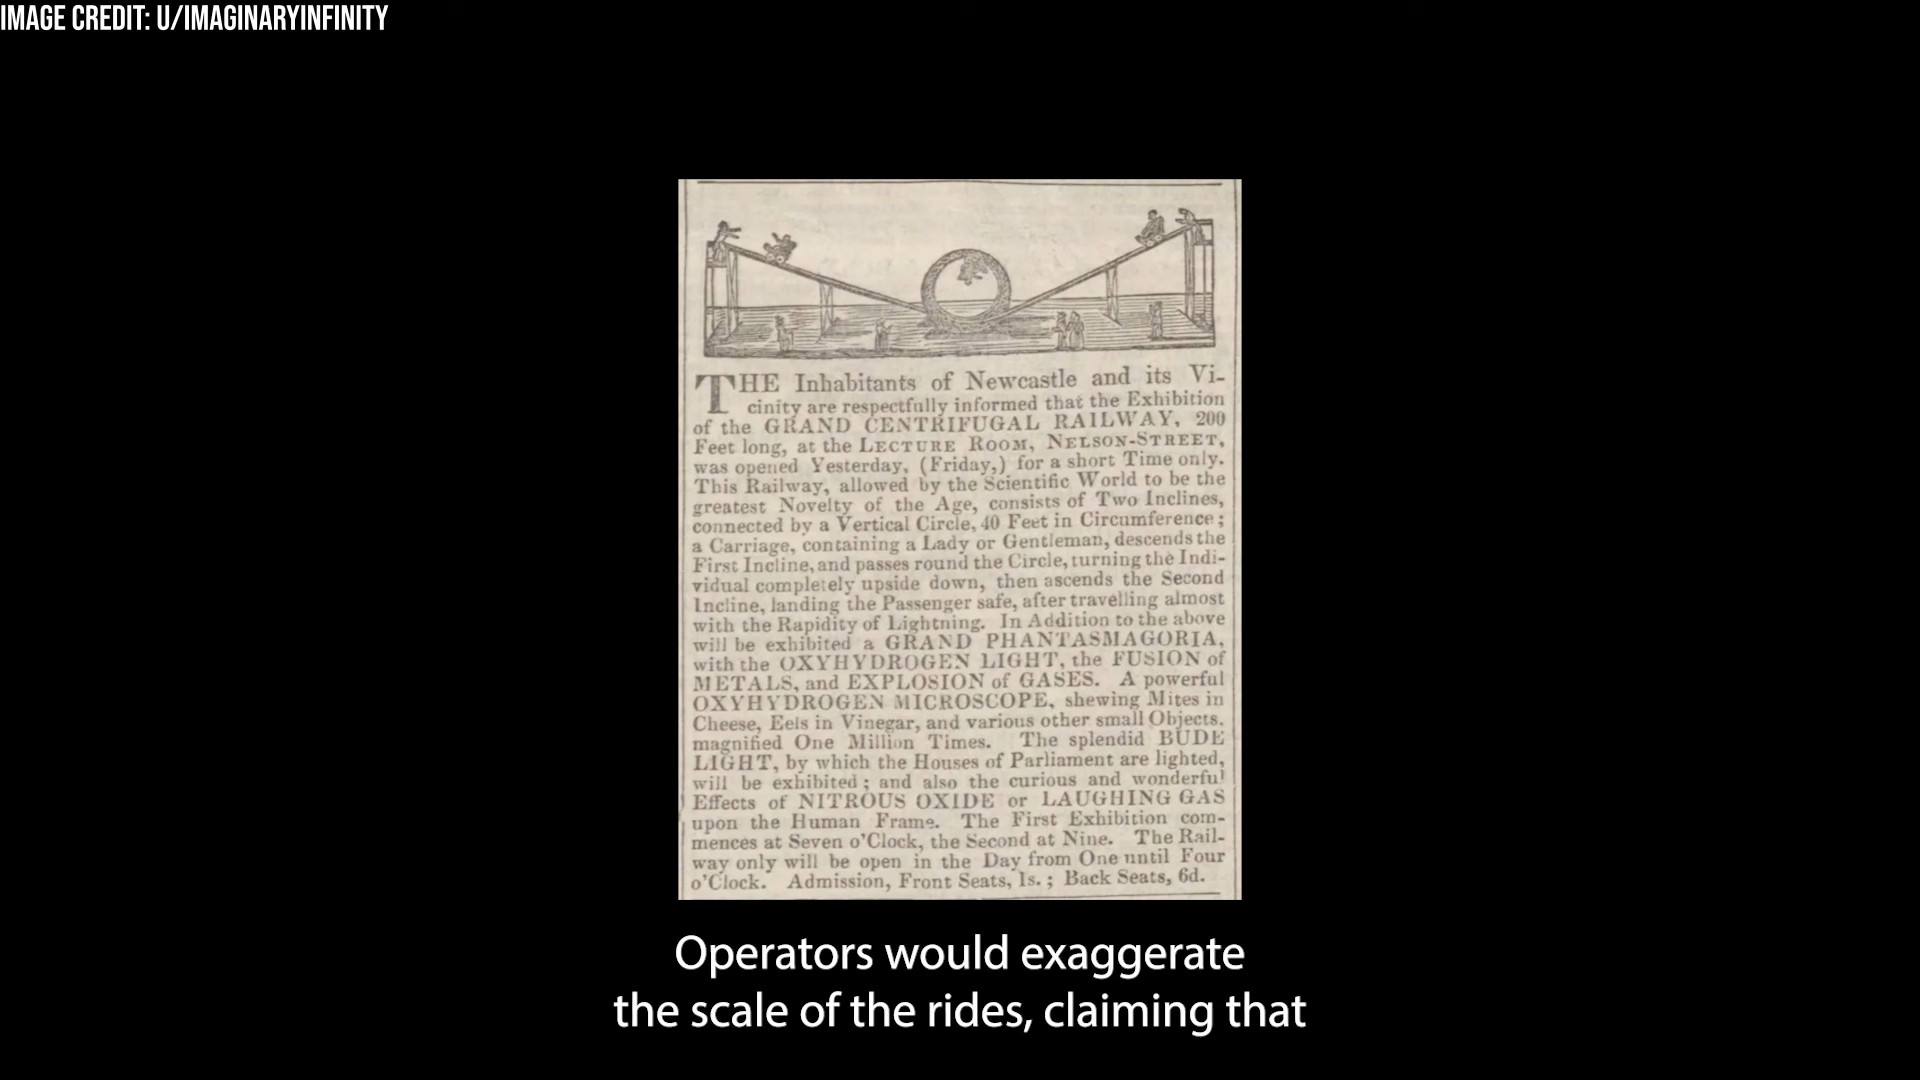 IMAGE CREDIT: U/IMAGINARYINFINITY
THE Inhabitants of Newcastle and its Vi-
cinity are respectfully informed that the Exhibition
of the GRAND CENTRIFUGAL RAILWAY, 200
Feet long, at the LECTURE ROOM, NELSON-STREET,
was opened Yesterday, (Friday,) for a short Time only.
This Railway, allowed by the Scientific World to be the
greatest Novelty of the Age, consists of Two Inclines,
connected by a Vertical Circle, 40 Feet in Circumference;
a Carriage, containing a Lady or Gentleman, descends the
First Incline, and passes round the Circle, turning the Indi-
vidual completely upside down, then ascends the Second
Incline, landing the Passenger safe, after travelling almost
with the Rapidity of Lightning. In Addition to the above
will be exhibited a GRAND PHANTASMAGORIA,
with the OXYHYDROGEN LIGHT, the FUSION of
METALS, and EXPLOSION of GASES. A powerful
OXYHYDROGEN MICROSCOPE, shewing Mites in
Cheese, Eels in Vinegar, and various other small Objects.
magnified One Million Times. The splendid BUDE
LIGHT, by which the Houses of Parliament are lighted,
will be exhibited; and also the curious and wonderful
Effects of NITROUS OXIDE or LAUGHING GAS
upon the Human Frame. The First Exhibition com-
mences at Seven o'Clock, the Second at Nine. The Rail-
way only will be open in the Day from One until Four
o'Clock. Admission, Front Seats, 1s.; Back Seats, 6d.
Operators would exaggerate
the scale of the rides, claiming that